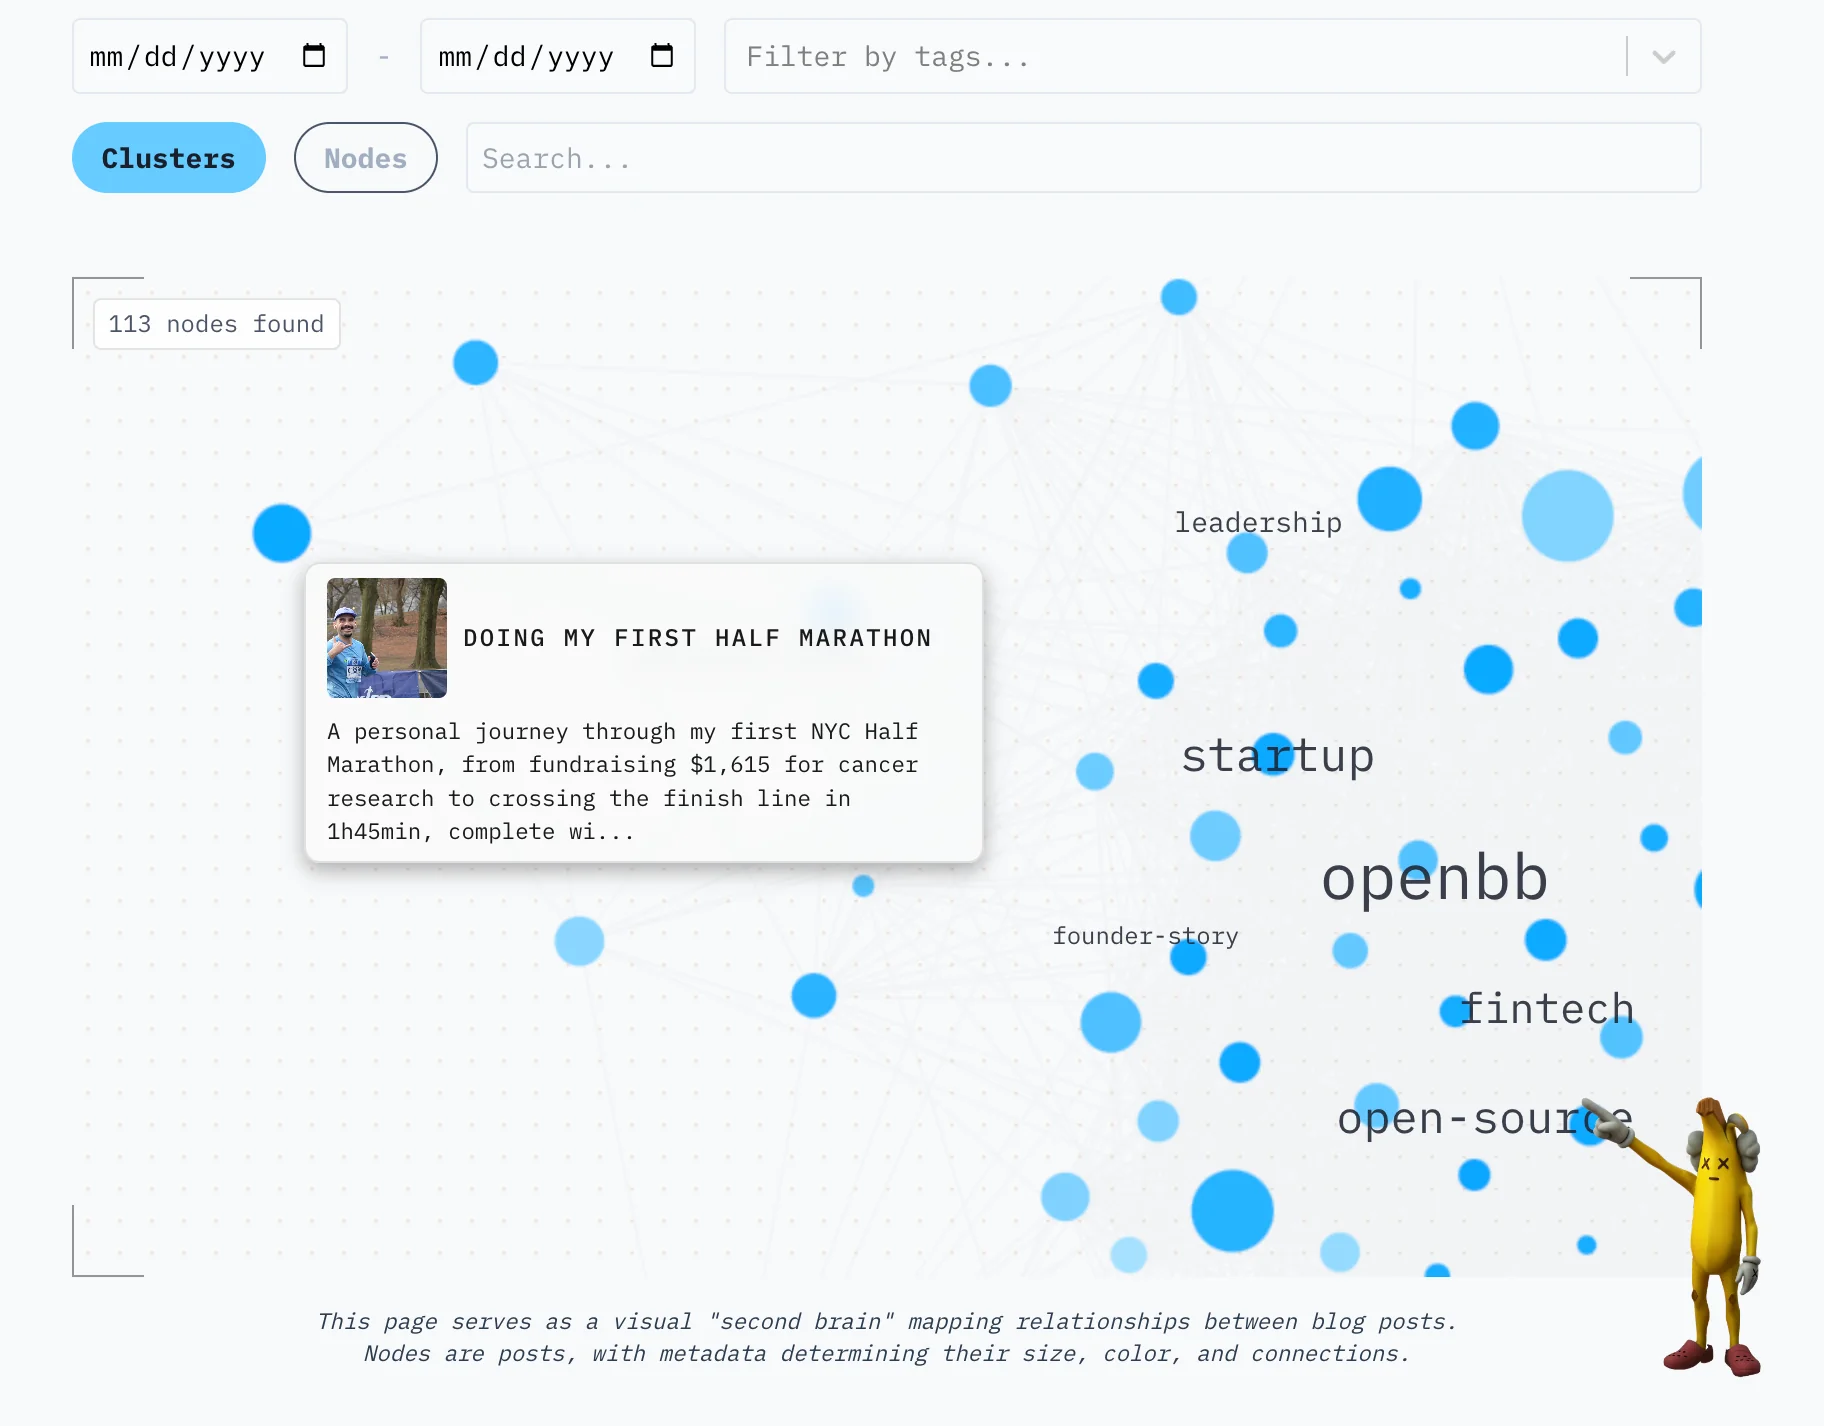 mm/dd/yyyy - mm/dd/yyyy Filter by tags...
Clusters Nodes Search...
113 nodes found
leadership
DOING MY FIRST HALF MARATHON
A personal journey through my first NYC Half
Marathon, from fundraising $1,615 for cancer
research to crossing the finish line in
1h45min, complete wi...
startup
openbb
founder-story
fintech
open-source
This page serves as a visual "second brain" mapping relationships between blog posts.
Nodes are posts, with metadata determining their size, color, and connections.